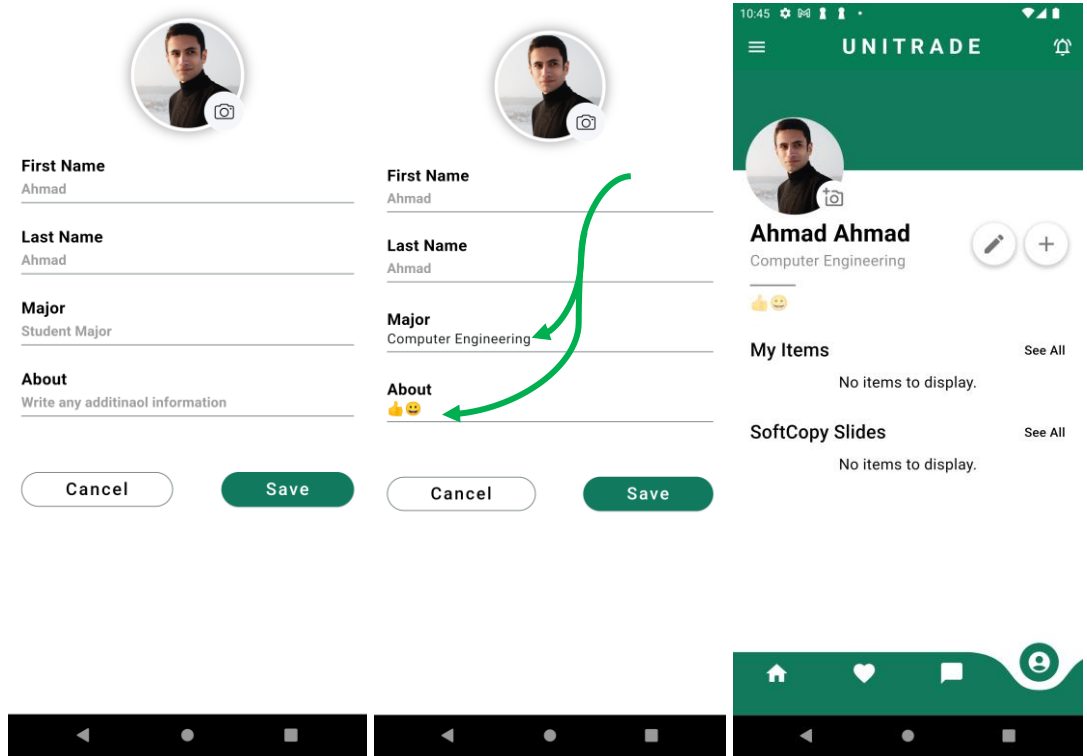 First Name
Ahmad
Last Name
Ahmad
Major
Student Major
About
Write any additinaol information
Cancel
Save
First Name
Ahmad
Last Name
Ahmad
Major
Computer Engineering
About
👍😀
Cancel
Save
10:45
UNITRADE
Ahmad Ahmad
Computer Engineering
👍😀
My Items
See All
No items to display.
SoftCopy Slides
See All
No items to display.